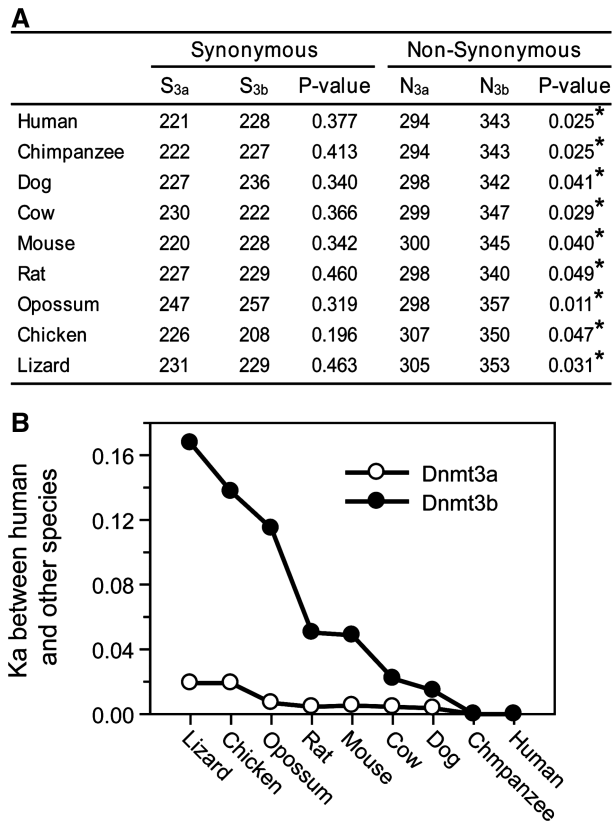 A
Synonymous Non-Synonymous
S3a S3b P-value N3a N3b P-value
Human 221 228 0.377 294 343 0.025*
Chimpanzee 222 227 0.413 294 343 0.025*
Dog 227 236 0.340 298 342 0.041*
Cow 230 222 0.366 299 347 0.029*
Mouse 220 228 0.342 300 345 0.040*
Rat 227 229 0.460 298 340 0.049*
Opossum 247 257 0.319 298 357 0.011*
Chicken 226 208 0.196 307 350 0.047*
Lizard 231 229 0.463 305 353 0.031*
B
Ka between human
and other species
0.16
0.12
0.08
0.04
0.00
Dnmt3a
Dnmt3b
Lizard
Chicken
Opossum
Rat
Mouse
Cow
Dog
Chmpanzee
Human